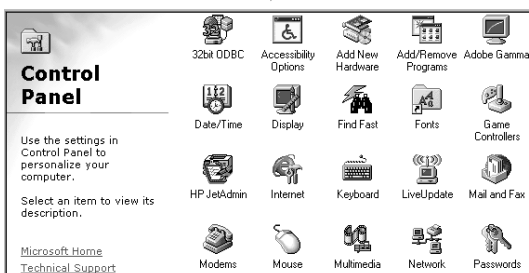 Control
Panel
Use the settings in
Control Panel to
personalize your
computer.
Select an item to view its
description.
Microsoft Home
Technical Support
32bit ODBC
Accessibility
Options
Add New
Hardware
Add/Remove
Programs
Adobe Gamma
Date/Time
Display
Find Fast
Fonts
Game
Controllers
HP JetAdmin
Internet
Keyboard
LiveUpdate
Mail and Fax
Modems
Mouse
Multimedia
Network
Passwords